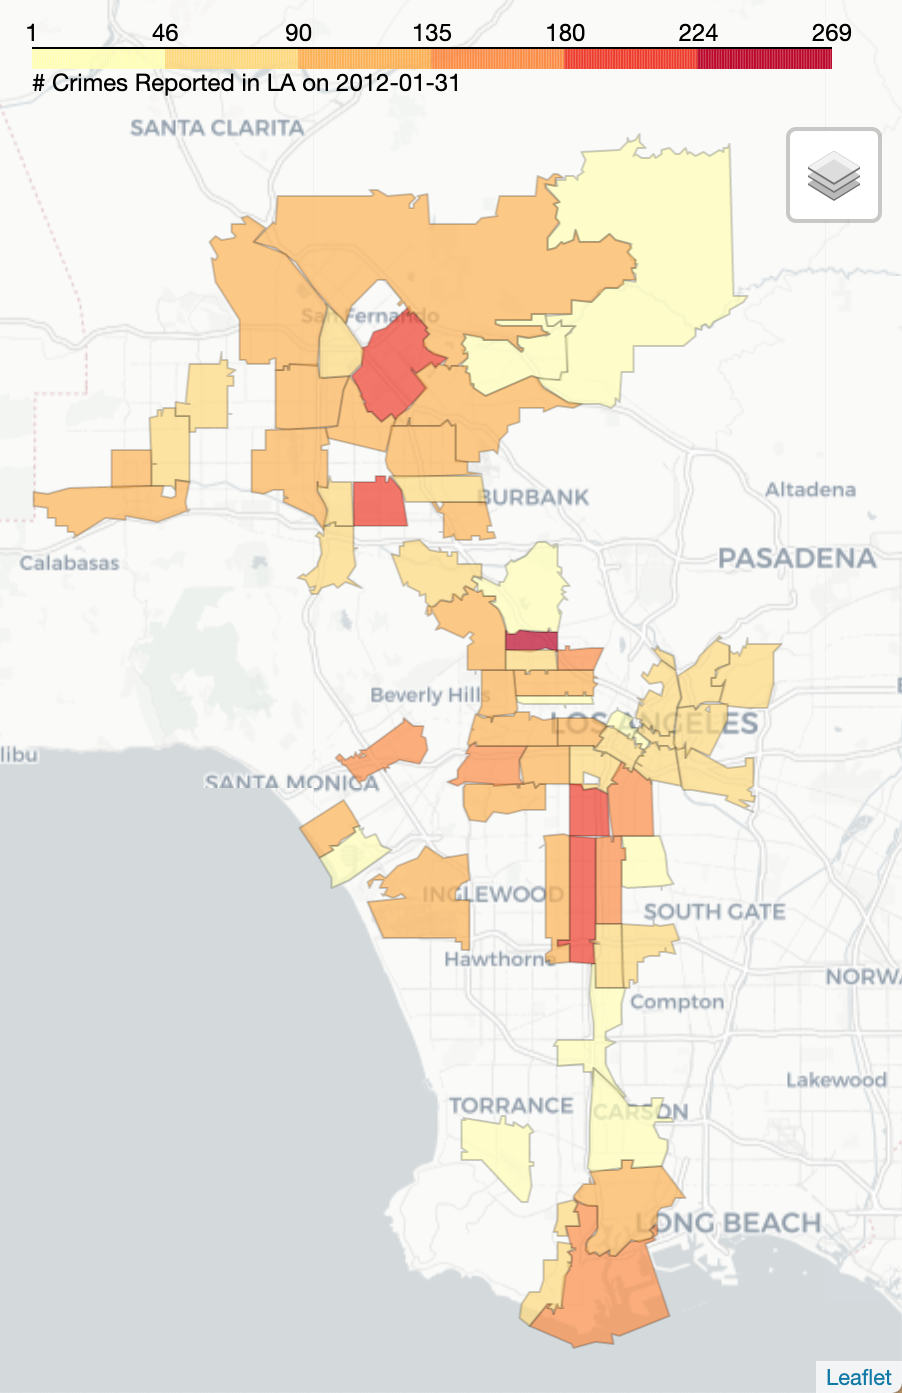 1 46 90 135 180 224 269
# Crimes Reported in LA on 2012-01-31
SANTA CLARITA
San Fernando
BURBANK
Altadena
PASADENA
Calabasas
Beverly Hills
LOS ANGELES
libu
SANTA MONICA
INGLEWOOD
SOUTH GATE
Hawthorne
NORWA
Compton
Lakewood
TORRANCE
CARSON
LONG BEACH
Leaflet